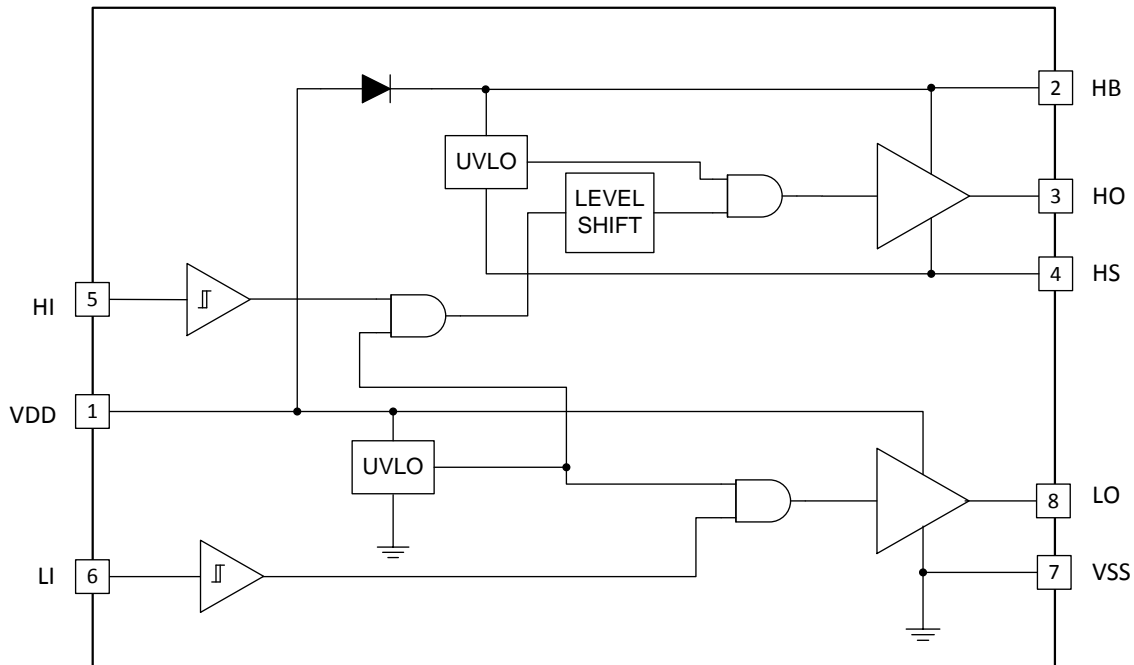 2 HB
UVLO
LEVEL
SHIFT
3 HO
4 HS
HI 5
VDD 1
UVLO
8 LO
LI 6
7 VSS